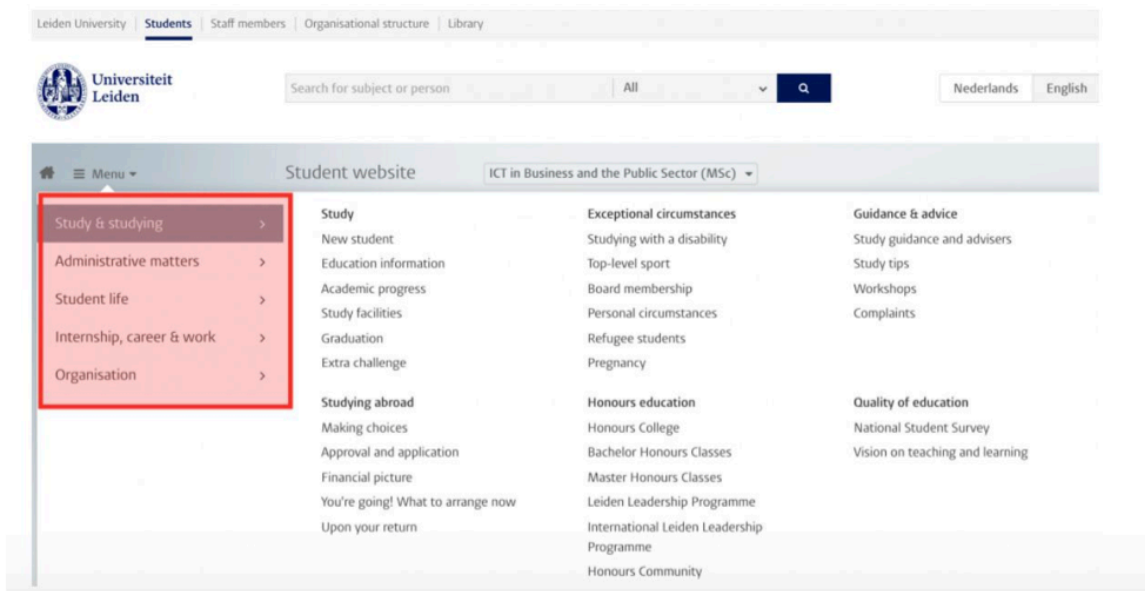 Leiden University | Students | Staff members | Organisational structure | Library
Universiteit
Leiden
Search for subject or person
All
Nederlands
English
Menu
Student website
ICT in Business and the Public Sector (MSc)
Study & studying
Administrative matters
Student life
Internship, career & work
Organisation
Study
New student
Education information
Academic progress
Study facilities
Graduation
Extra challenge
Exceptional circumstances
Studying with a disability
Top-level sport
Board membership
Personal circumstances
Refugee students
Pregnancy
Guidance & advice
Study guidance and advisers
Study tips
Workshops
Complaints
Studying abroad
Making choices
Approval and application
Financial picture
You're going! What to arrange now
Upon your return
Honours education
Honours College
Bachelor Honours Classes
Master Honours Classes
Leiden Leadership Programme
International Leiden Leadership
Programme
Honours Community
Quality of education
National Student Survey
Vision on teaching and learning